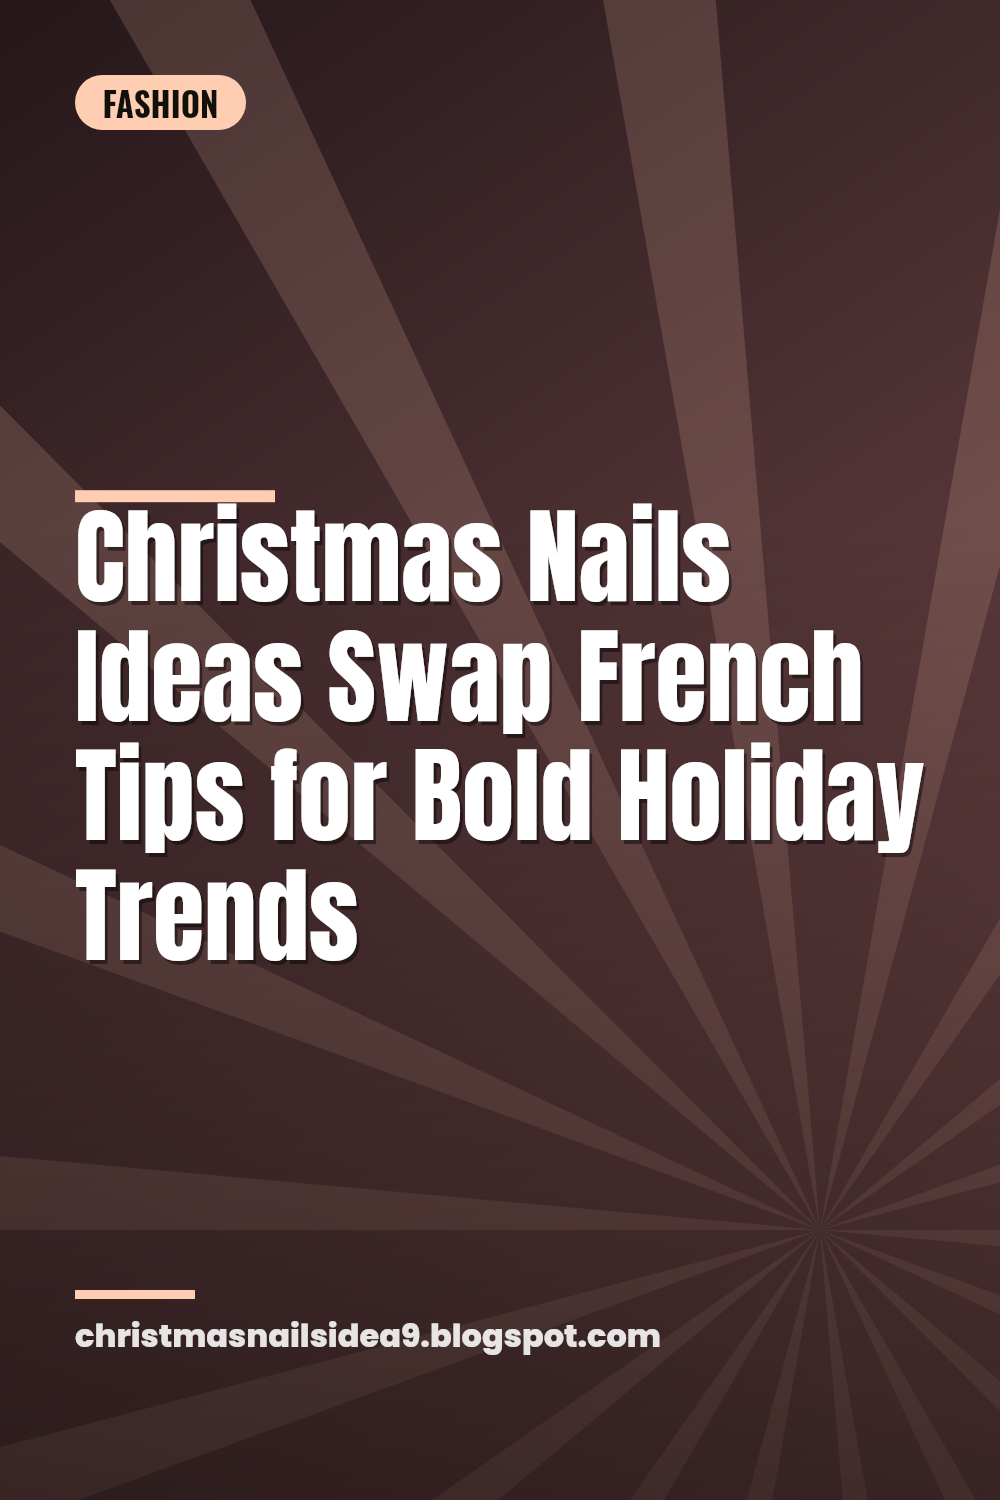 FASHION
Christmas Nails
Ideas Swap French
Tips for Bold Holiday
Trends
christmasnailsidea9.blogspot.com